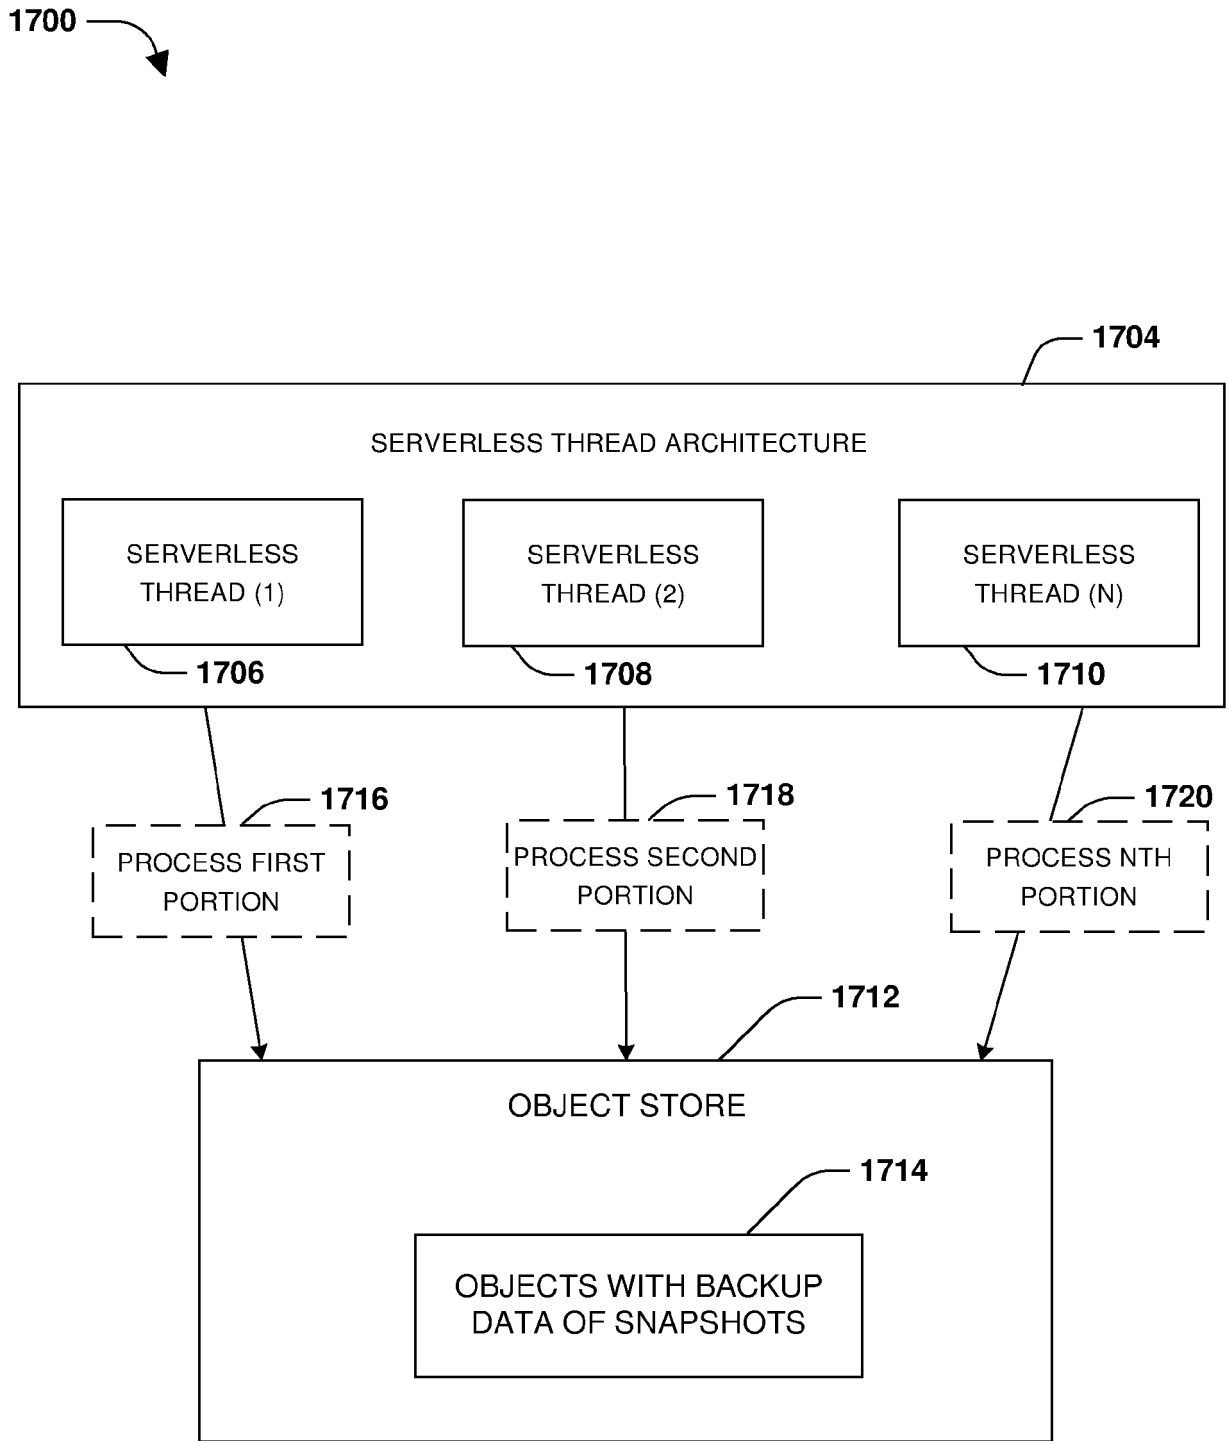 1700
1704
SERVERLESS THREAD ARCHITECTURE
SERVERLESS
THREAD (1)
SERVERLESS
THREAD (2)
SERVERLESS
THREAD (N)
1706
1708
1710
1716
1718
1720
PROCESS FIRST
PORTION
PROCESS SECOND
PORTION
PROCESS NTH
PORTION
1712
OBJECT STORE
1714
OBJECTS WITH BACKUP
DATA OF SNAPSHOTS